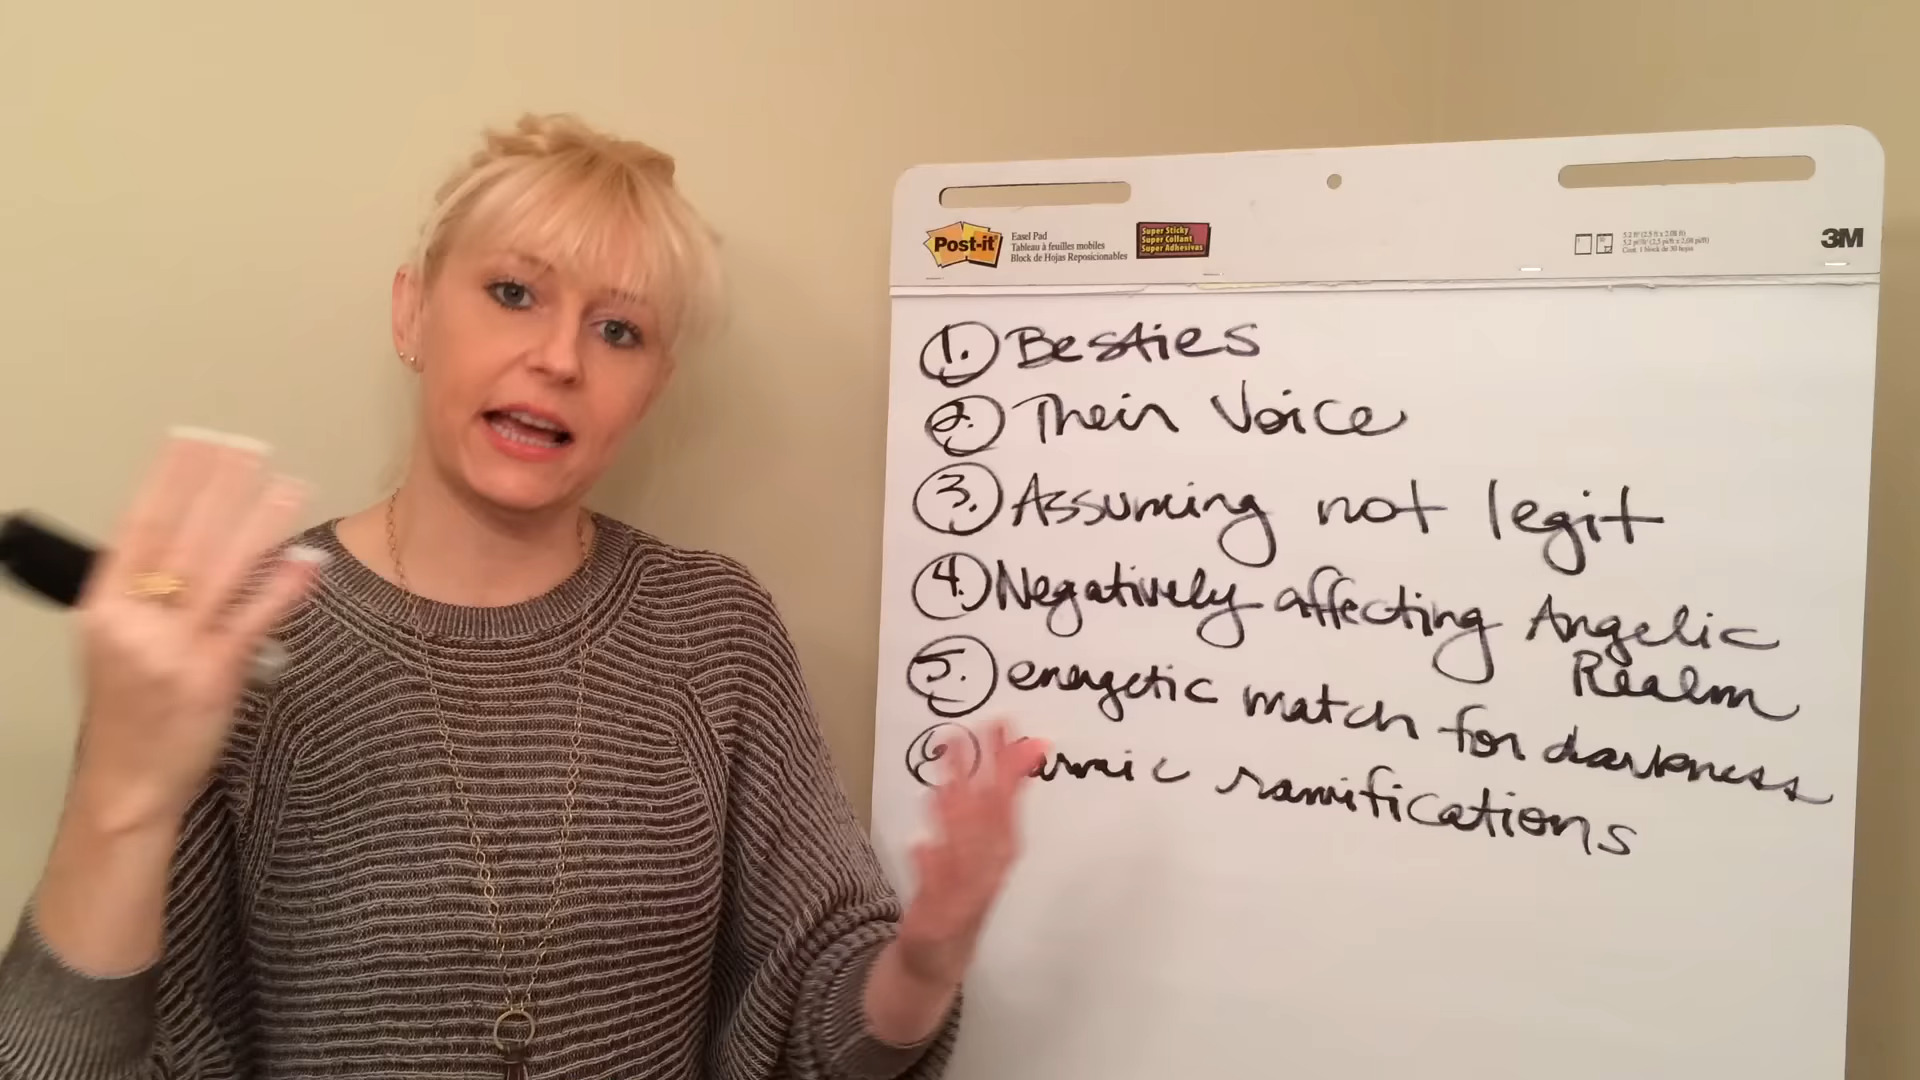 Post-it
Easel Pad
Tableau à feuilles mobiles
Block de Hojas Reposicionables
Super Sticky
Super Collant
Super Adhesivas
3M
1. Besties
2. Their Voice
3. Assuming not legit
4. Negatively affecting Angelic
Realm
5. energetic match for darkness
6. ramifications